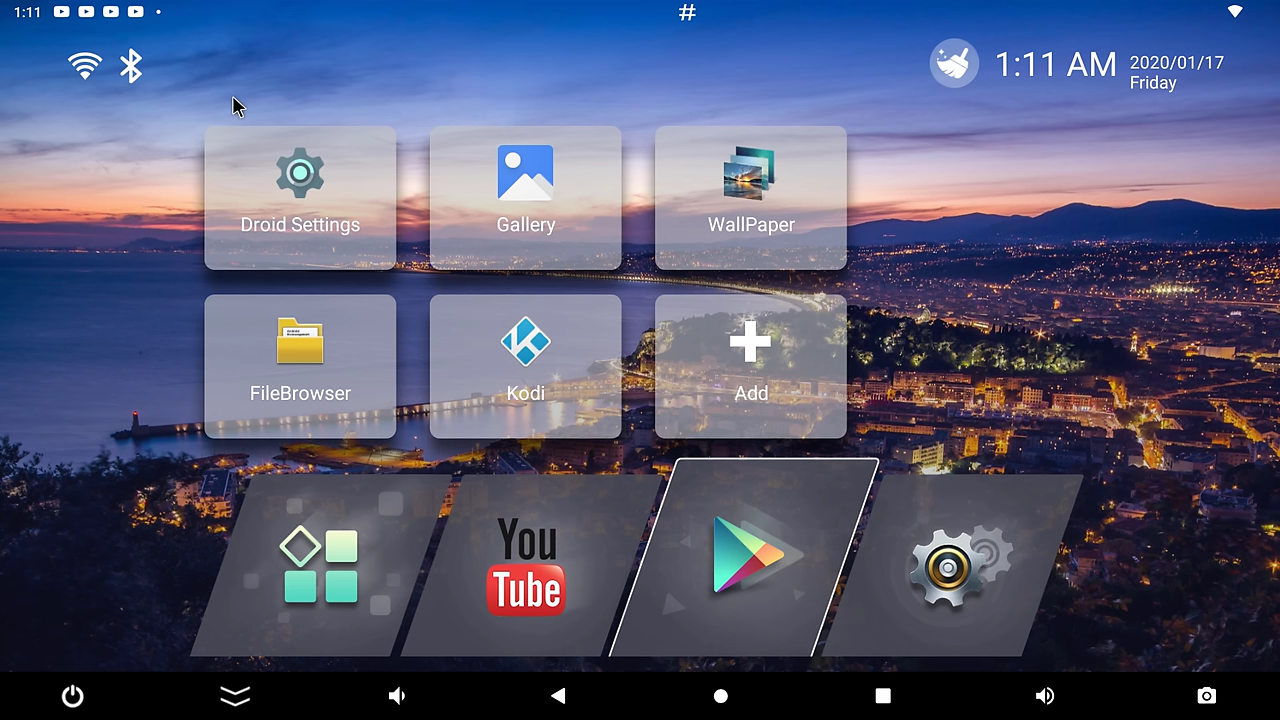 1:11
#
1:11 AM
2020/01/17
Friday
Droid Settings
Gallery
WallPaper
FileBrowser
Kodi
Add
You
Tube